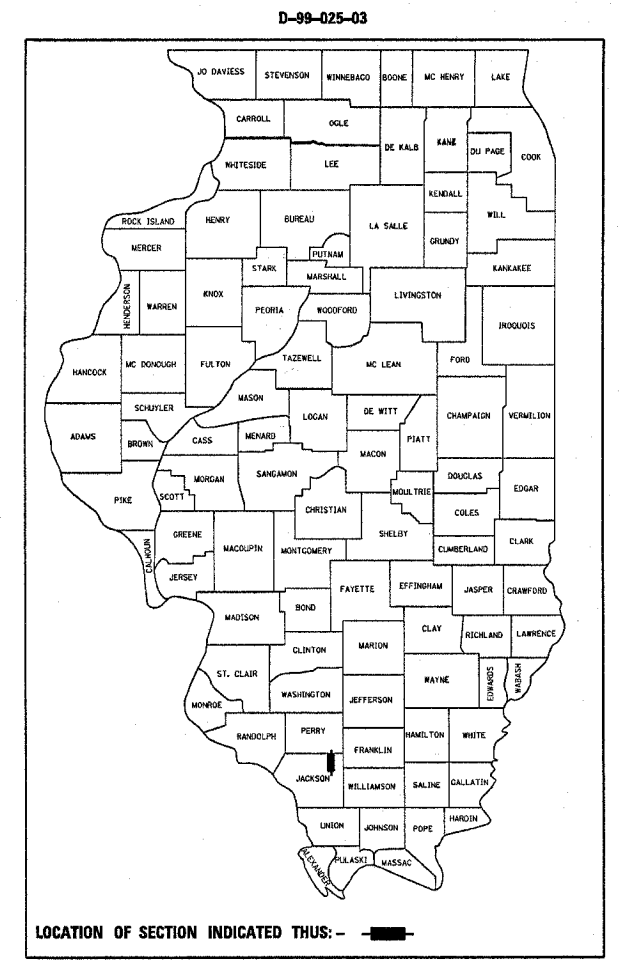 D-99-025-03
JO DAVIESS STEVENSON WINNEBAGO BOONE MC HENRY LAKE
CARROLL OGLE DE KALB KANE DU PAGE COOK
WHITESIDE LEE
KENDALL
ROCK ISLAND HENRY BUREAU LA SALLE WILL
MERCER PUTNAM GRUNDY
STARK MARSHALL KANKAKEE
HENDERSON WARREN KNOX PEORIA WOODFORD LIVINGSTON IROQUOIS
HANCOCK MC DONOUGH FULTON TAZEWELL MC LEAN FORD
MASON
SCHUYLER LOGAN DE WITT CHAMPAIGN VERMILION
ADAMS BROWN CASS MENARD MACON PIATT
MORGAN SANGAMON DOUGLAS EDGAR
PIKE SCOTT CHRISTIAN MOULTRIE COLES
GREENE MACOUPIN MONTGOMERY SHELBY CUMBERLAND CLARK
CALHOUN JERSEY FAYETTE EFFINGHAM JASPER CRAWFORD
MADISON BOND CLAY RICHLAND LAWRENCE
CLINTON MARION
ST. CLAIR WAYNE EDWARDS WABASH
MONROE WASHINGTON JEFFERSON
RANDOLPH PERRY FRANKLIN HAMILTON WHITE
JACKSON WILLIAMSON SALINE GALLATIN
UNION JOHNSON POPE HARDIN
ALEXANDER PULASKI MASSAC
LOCATION OF SECTION INDICATED THUS: -